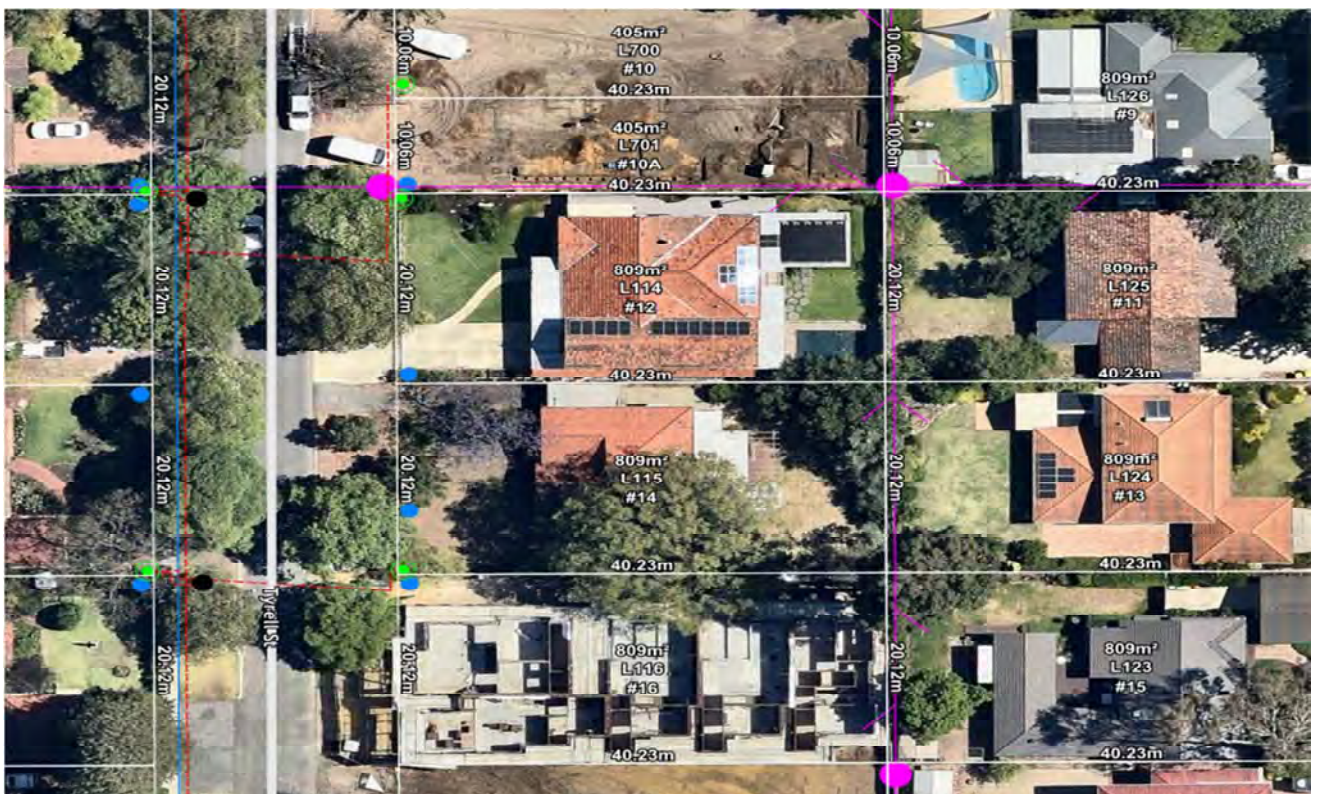 10.06m
405m²
L700
#10
40.23m
10.06m
809m²
L126
#9
20.12m
10.06m
405m²
L701
#10A
40.23m
10.06m
40.23m
20.12m
20.12m
809m²
L114
#12
40.23m
20.12m
809m²
L125
#11
40.23m
20.12m
809m²
L115
#14
40.23m
20.12m
809m²
L124
#13
40.23m
20.12m
Tyrell St
20.12m
20.12m
809m²
L116
#16
40.23m
20.12m
809m²
L123
#15
40.23m